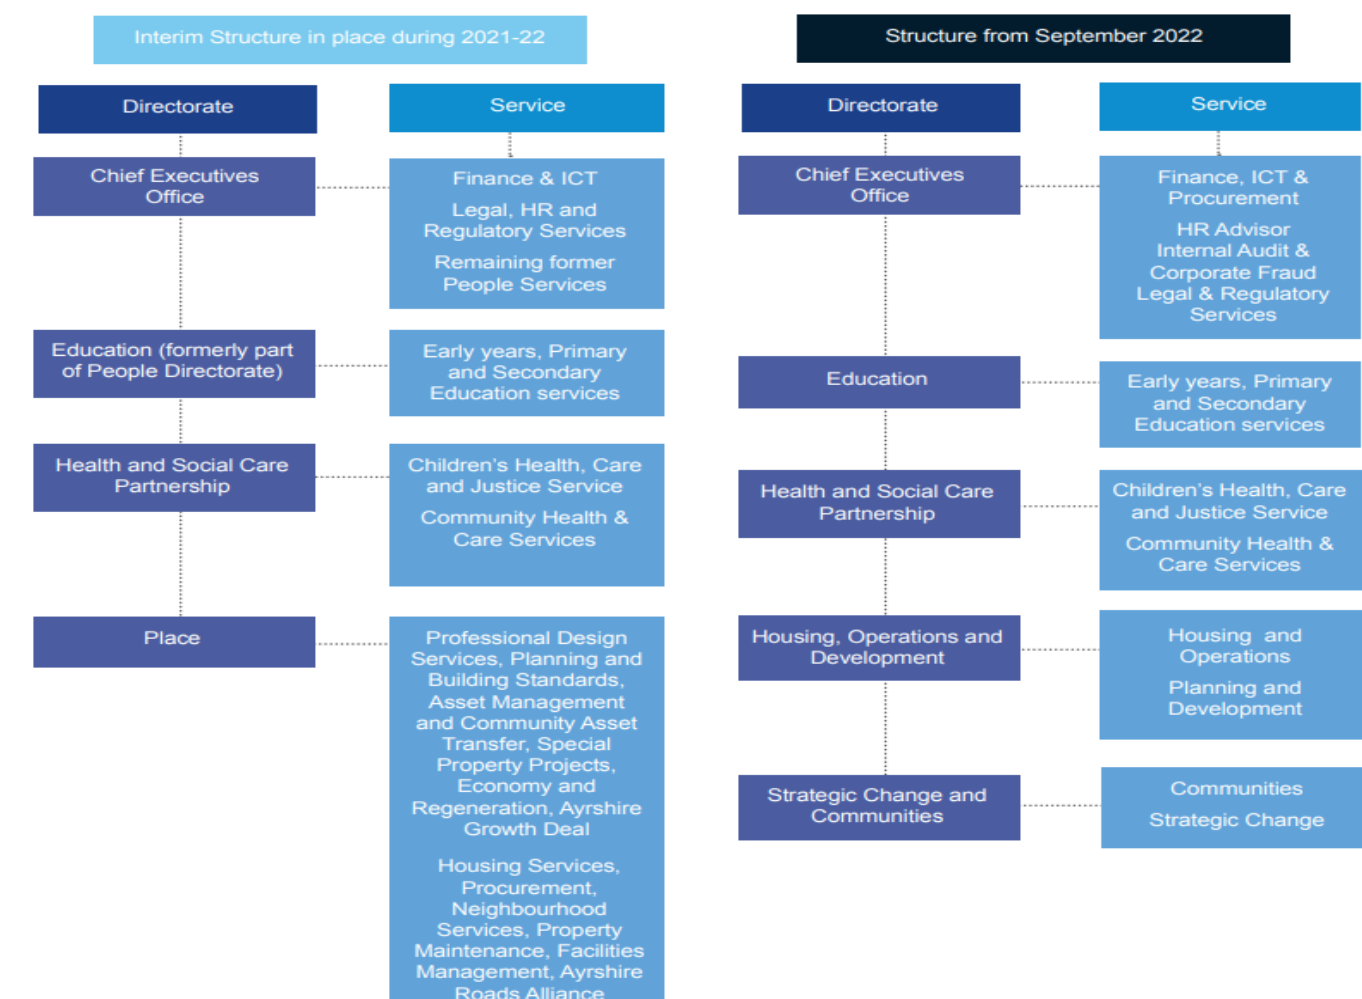 Interim Structure in place during 2021-22
Directorate
Service
Chief Executives
Office
Finance & ICT
Legal, HR and
Regulatory Services
Remaining former
People Services
Education (formerly part
of People Directorate)
Early years, Primary
and Secondary
Education services
Health and Social Care
Partnership
Children's Health, Care
and Justice Service
Community Health &
Care Services
Place
Professional Design
Services, Planning and
Building Standards,
Asset Management
and Community Asset
Transfer, Special
Property Projects,
Economy and
Regeneration, Ayrshire
Growth Deal
Housing Services,
Procurement,
Neighbourhood
Services, Property
Maintenance, Facilities
Management, Ayrshire
Roads Alliance
Structure from September 2022
Directorate
Service
Chief Executives
Office
Finance, ICT &
Procurement
HR Advisor
Internal Audit &
Corporate Fraud
Legal & Regulatory
Services
Education
Early years, Primary
and Secondary
Education services
Health and Social Care
Partnership
Children's Health, Care
and Justice Service
Community Health &
Care Services
Housing, Operations and
Development
Housing and
Operations
Planning and
Development
Strategic Change and
Communities
Communities
Strategic Change